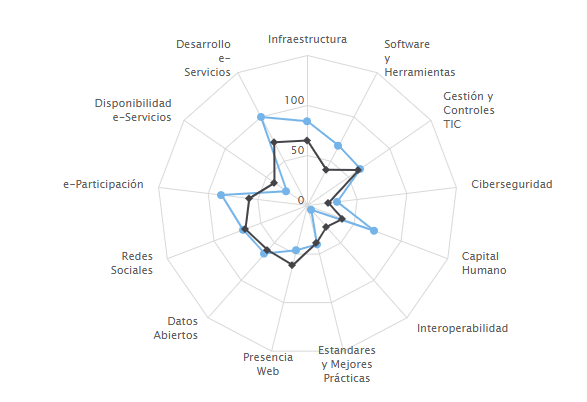 Infraestructura
Software
y
Herramientas
Gestión y
Controles
TIC
Ciberseguridad
Capital
Humano
Interoperabilidad
Estandares
y Mejores
Prácticas
Presencia
Web
Datos
Abiertos
Redes
Sociales
e-Participación
Disponibilidad
e-Servicios
Desarrollo
e-
Servicios
100
50
0